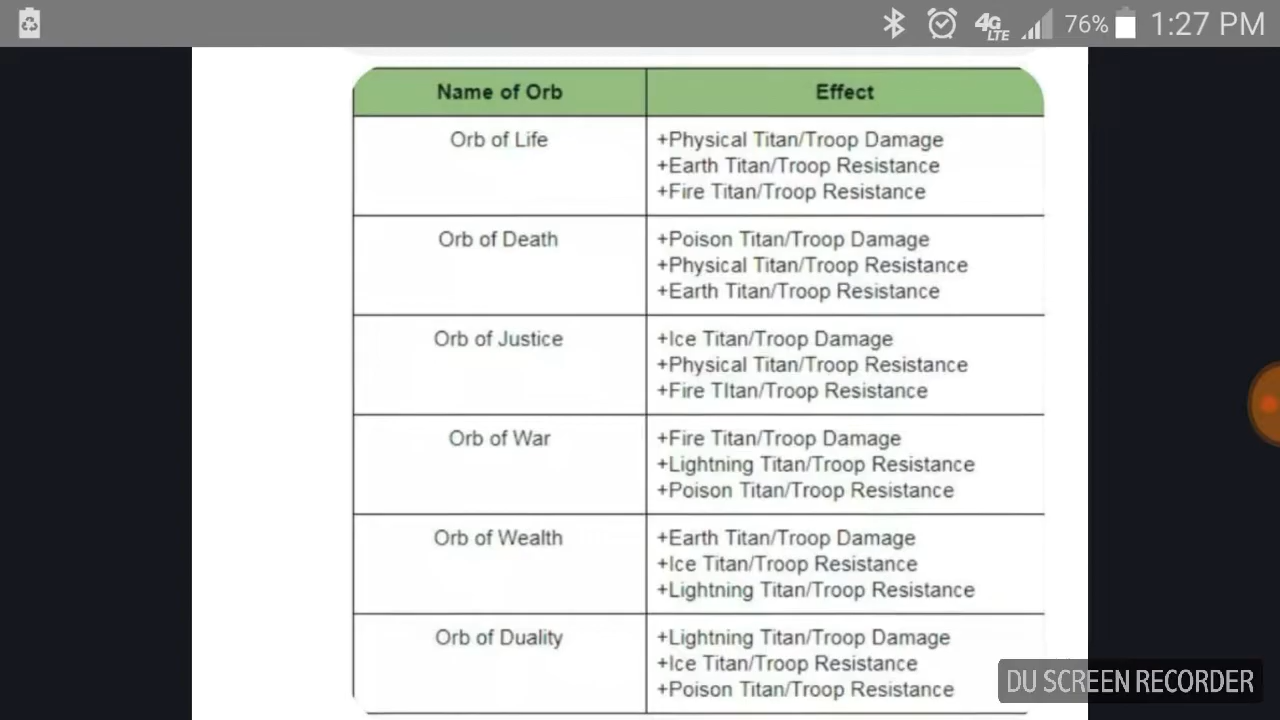 4G LTE 76% 1:27 PM
Name of Orb Effect
Orb of Life +Physical Titan/Troop Damage
+Earth Titan/Troop Resistance
+Fire Titan/Troop Resistance
Orb of Death +Poison Titan/Troop Damage
+Physical Titan/Troop Resistance
+Earth Titan/Troop Resistance
Orb of Justice +Ice Titan/Troop Damage
+Physical Titan/Troop Resistance
+Fire TItan/Troop Resistance
Orb of War +Fire Titan/Troop Damage
+Lightning Titan/Troop Resistance
+Poison Titan/Troop Resistance
Orb of Wealth +Earth Titan/Troop Damage
+Ice Titan/Troop Resistance
+Lightning Titan/Troop Resistance
Orb of Duality +Lightning Titan/Troop Damage
+Ice Titan/Troop Resistance
+Poison Titan/Troop Resistance
DU SCREEN RECORDER